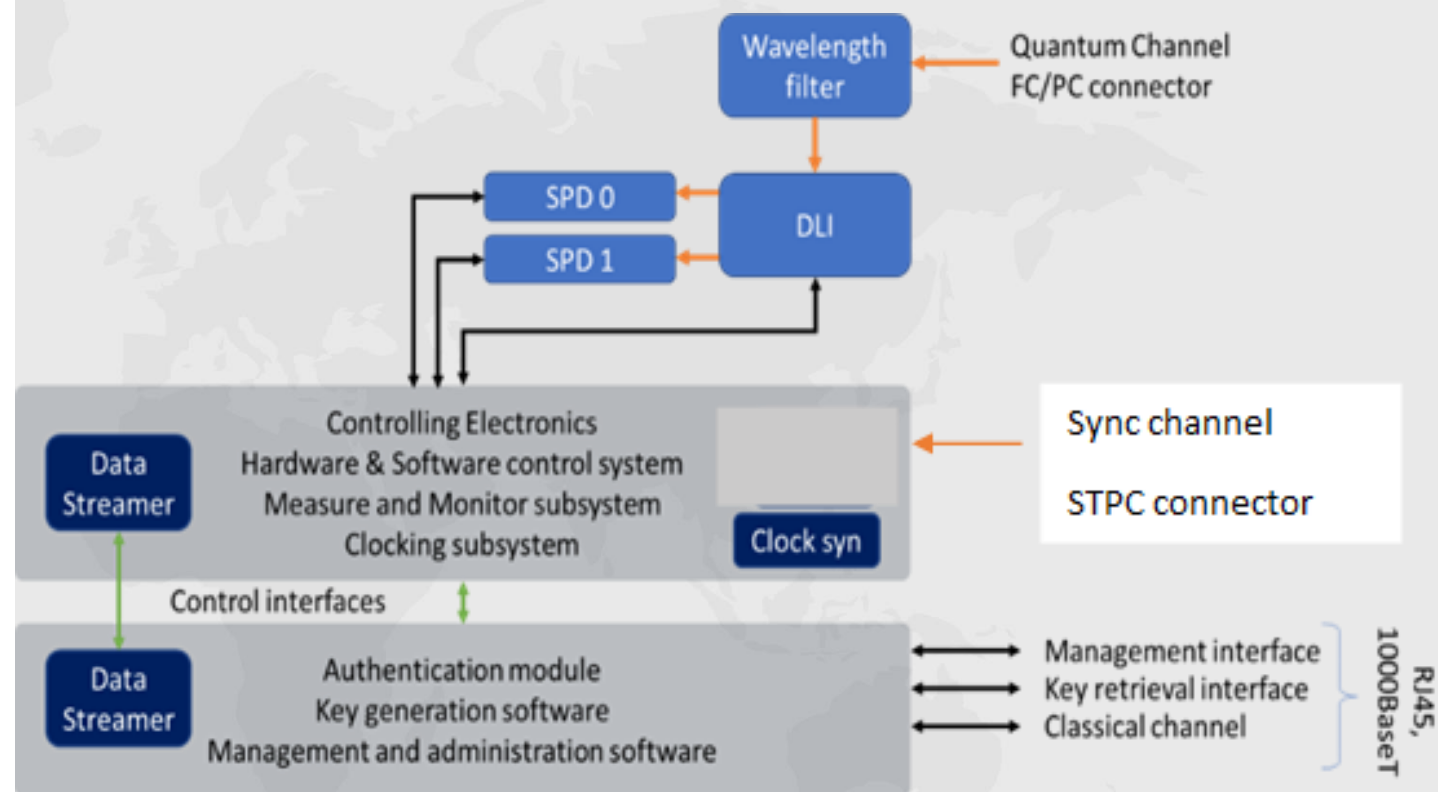 Wavelength
filter
Quantum Channel
FC/PC connector
SPD 0
DLI
SPD 1
Controlling Electronics
Hardware & Software control system
Measure and Monitor subsystem
Clocking subsystem
Data
Streamer
Clock syn
Sync channel
STPC connector
Control interfaces
Data
Streamer
Authentication module
Key generation software
Management and administration software
Management interface
Key retrieval interface
Classical channel
RJ45,
1000BaseT